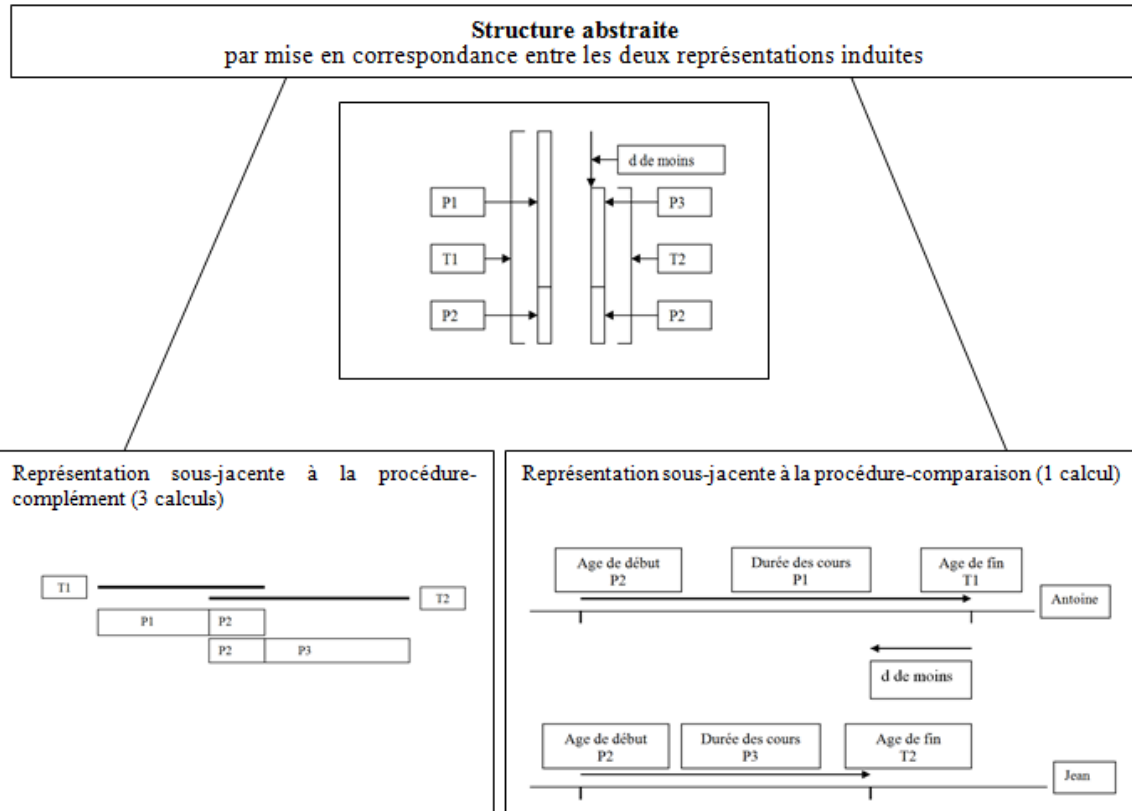 Structure abstraite
par mise en correspondance entre les deux représentations induites
d de moins
P1
P3
T1
T2
P2
P2
Représentation sous-jacente à la procédure-
complément (3 calculs)
T1
T2
P1
P2
P2
P3
Représentation sous-jacente à la procédure-comparaison (1 calcul)
Age de début
P2
Durée des cours
P1
Age de fin
T1
Antoine
d de moins
Age de début
P2
Durée des cours
P3
Age de fin
T2
Jean